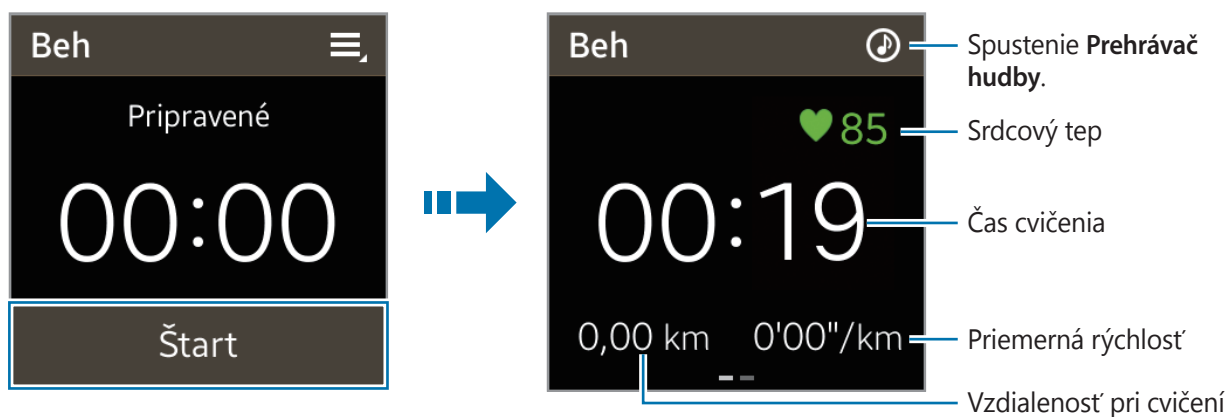 Beh
Pripravené
00:00
Štart
Beh
85
00:19
0,00 km 0'00"/km
Spustenie Prehrávač
hudby.
Srdcový tep
Čas cvičenia
Priemerná rýchlosť
Vzdialenosť pri cvičení